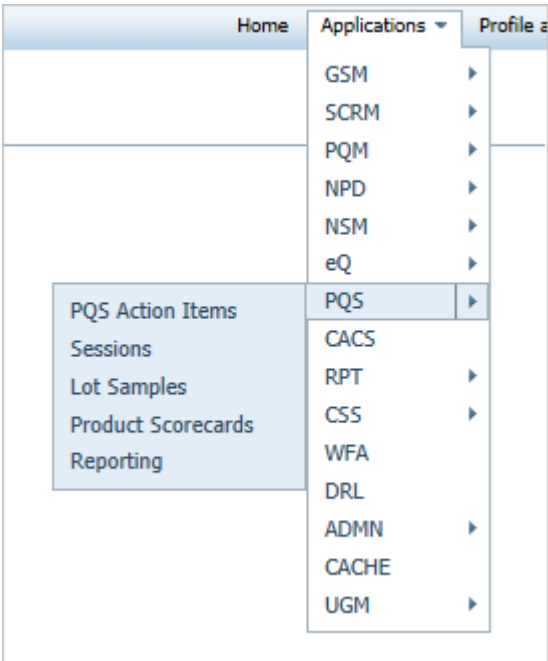 Home Applications Profile a
GSM
SCRM
PQM
NPD
NSM
eQ
PQS
PQS Action Items
Sessions
Lot Samples
Product Scorecards
Reporting
CACS
RPT
CSS
WFA
DRL
ADMN
CACHE
UGM